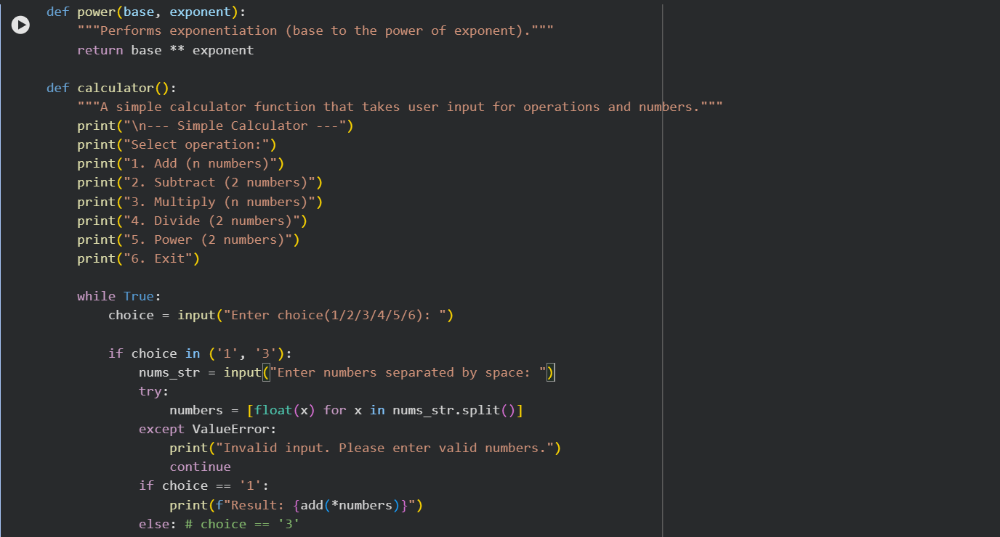 def power(base, exponent):
    """Performs exponentiation (base to the power of exponent)."""
    return base ** exponent

def calculator():
    """A simple calculator function that takes user input for operations and numbers."""
    print("\n--- Simple Calculator ---")
    print("Select operation:")
    print("1. Add (n numbers)")
    print("2. Subtract (2 numbers)")
    print("3. Multiply (n numbers)")
    print("4. Divide (2 numbers)")
    print("5. Power (2 numbers)")
    print("6. Exit")

    while True:
        choice = input("Enter choice(1/2/3/4/5/6): ")

        if choice in ('1', '3'):
            nums_str = input("Enter numbers separated by space: ")
            try:
                numbers = [float(x) for x in nums_str.split()]
            except ValueError:
                print("Invalid input. Please enter valid numbers.")
                continue
            if choice == '1':
                print(f"Result: {add(*numbers)}")
            else: # choice == '3'